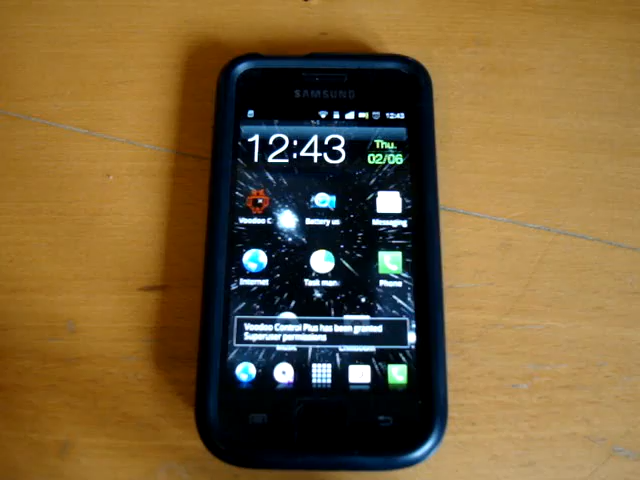 SAMSUNG
12:43
12:43
Thu.
02/06
Voodoo C
Battery us
Messaging
Internet
Task man
Phone
Voodoo Control Plus has been granted
Superuser permissions